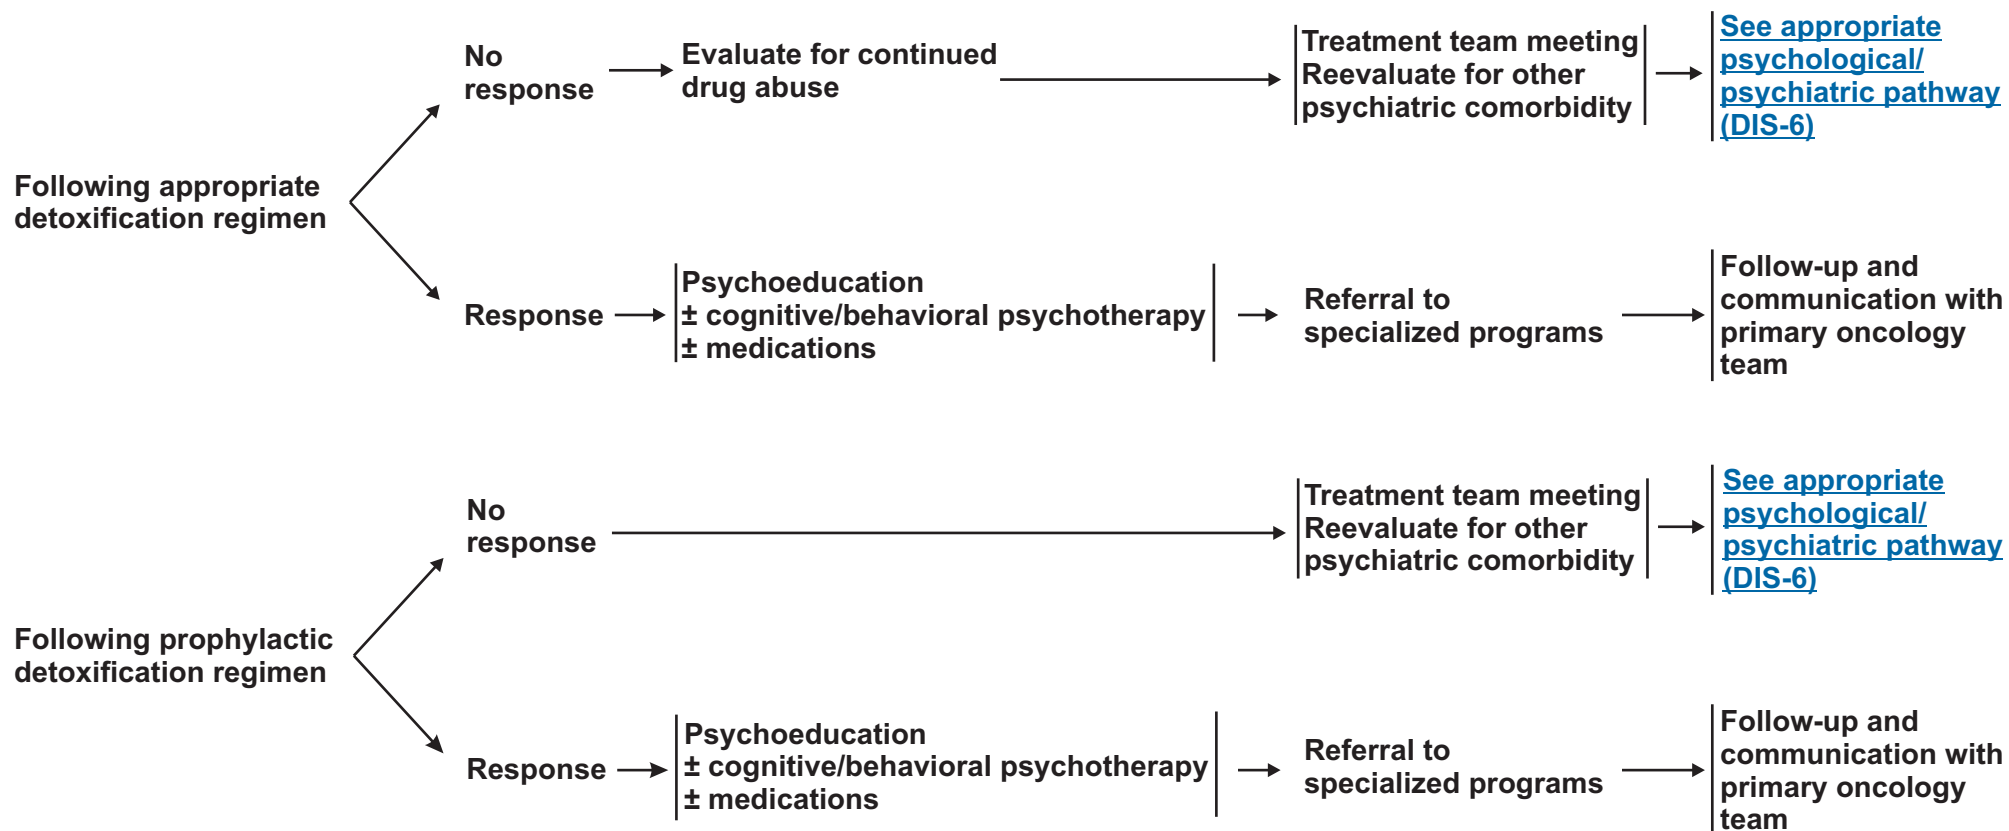 Following appropriate
detoxification regimen
No
response
Evaluate for continued
drug abuse
Treatment team meeting
Reevaluate for other
psychiatric comorbidity
See appropriate
psychological/
psychiatric pathway
(DIS-6)
Response
Psychoeducation
± cognitive/behavioral psychotherapy
± medications
Referral to
specialized programs
Follow-up and
communication with
primary oncology
team
Following prophylactic
detoxification regimen
No
response
Treatment team meeting
Reevaluate for other
psychiatric comorbidity
See appropriate
psychological/
psychiatric pathway
(DIS-6)
Response
Psychoeducation
± cognitive/behavioral psychotherapy
± medications
Referral to
specialized programs
Follow-up and
communication with
primary oncology
team